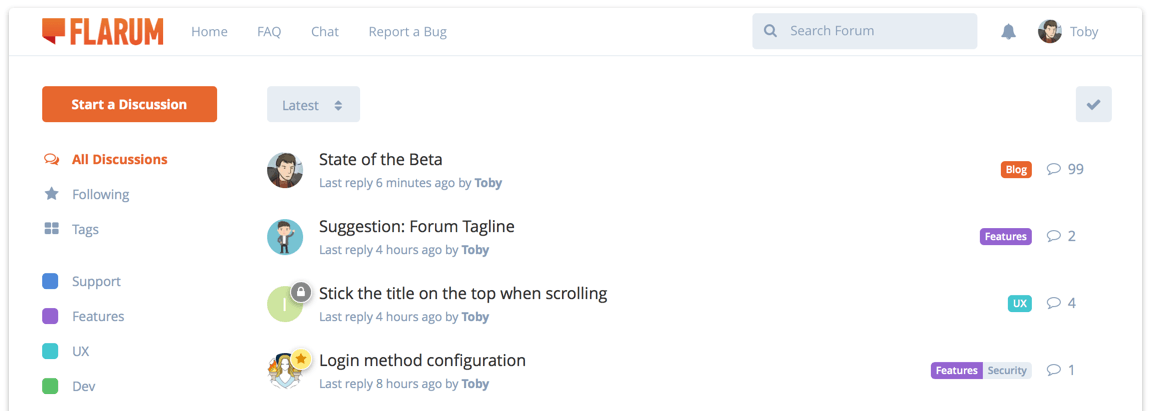 FLARUM Home FAQ Chat Report a Bug Search Forum Toby
Start a Discussion Latest
All Discussions
Following
Tags
Support
Features
UX
Dev
State of the Beta Blog 99
Last reply 6 minutes ago by Toby
Suggestion: Forum Tagline Features 2
Last reply 4 hours ago by Toby
I Stick the title on the top when scrolling UX 4
Last reply 4 hours ago by Toby
Login method configuration Features Security 1
Last reply 8 hours ago by Toby